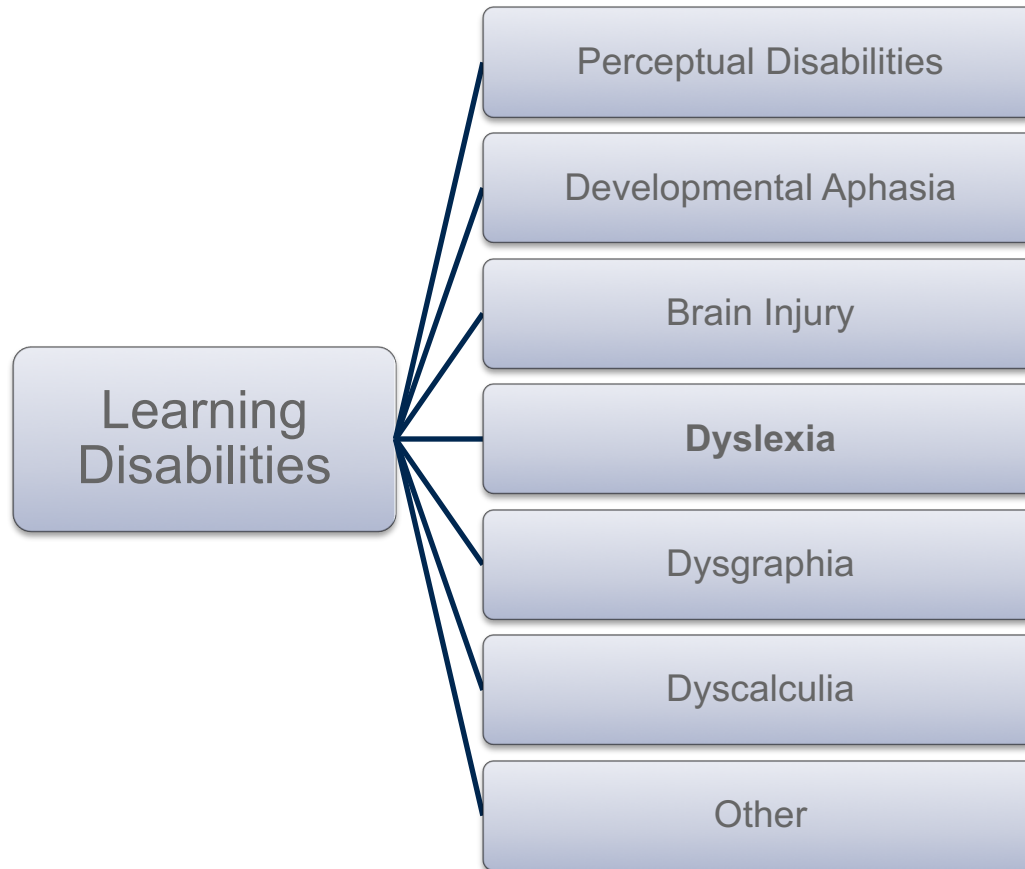 Perceptual Disabilities
Developmental Aphasia
Brain Injury
Learning
Disabilities
Dyslexia
Dysgraphia
Dyscalculia
Other